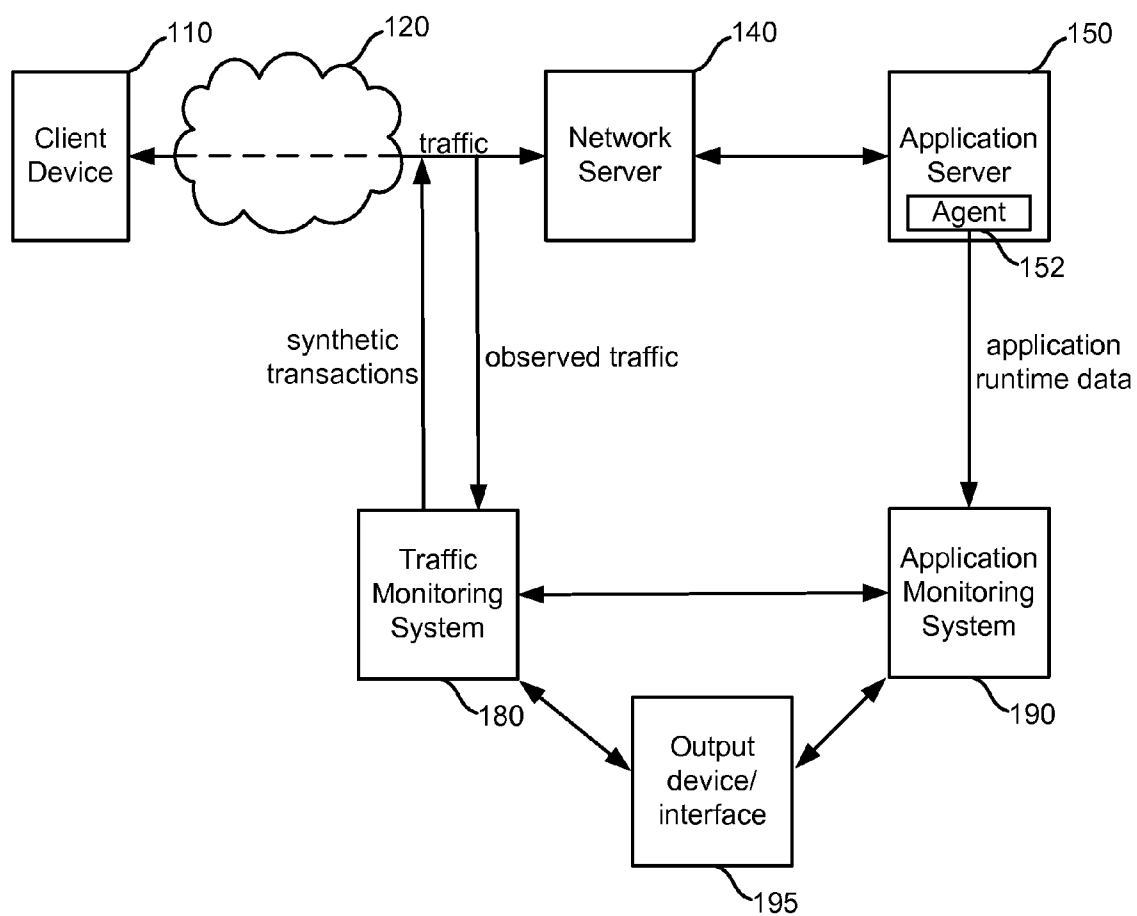 110
120
140
150
Client
Device
traffic
Network
Server
Application
Server
Agent
152
synthetic
transactions
observed traffic
application
runtime data
Traffic
Monitoring
System
180
Application
Monitoring
System
190
Output
device/
interface
195